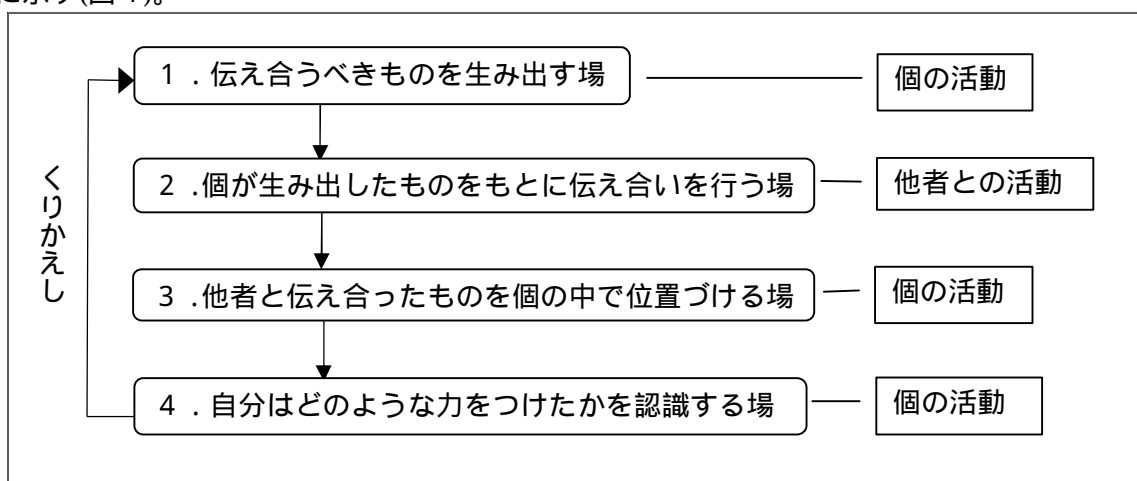 １．伝え合うべきものを生み出す場
個の活動
２．個が生み出したものをもとに伝え合いを行う場
他者との活動
くりかえし
３．他者と伝え合ったものを個の中で位置づける場
個の活動
４．自分はどのような力をつけたかを認識する場
個の活動